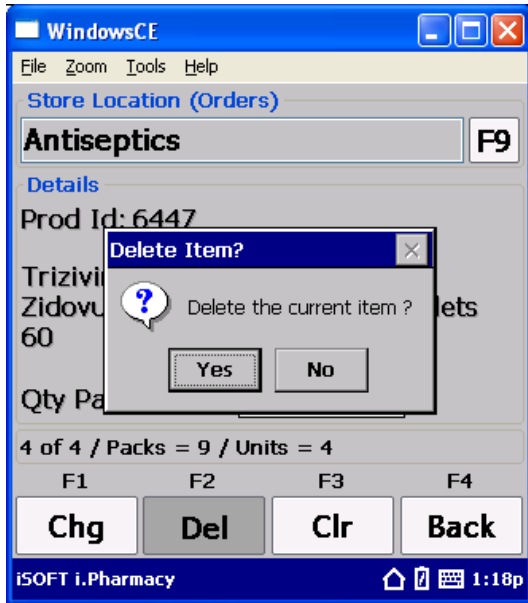 WindowsCE
File Zoom Tools Help
Store Location (Orders)
Antiseptics F9
Details
Prod Id: 6447
Delete Item?
Delete the current item ?
Yes No
60
4 of 4 / Packs = 9 / Units = 4
F1 F2 F3 F4
Chg Del Clr Back
iSOFT i.Pharmacy 1:18p